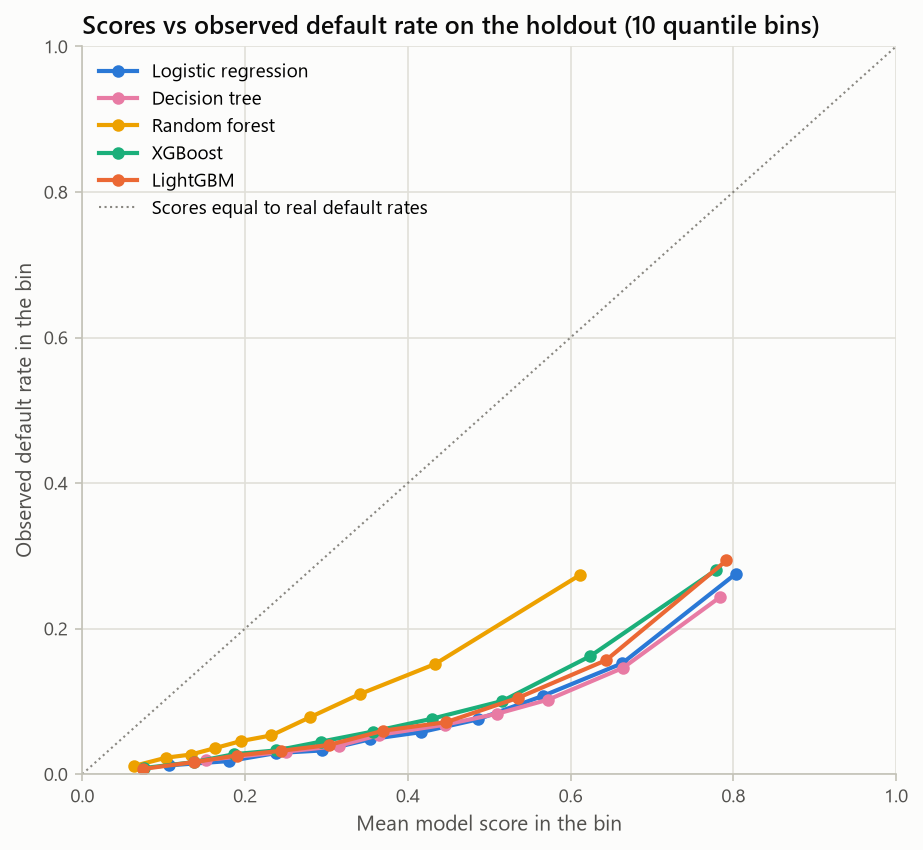 Scores vs observed default rate on the holdout (10 quantile bins)
1.0
Logistic regression
Decision tree
Random forest
XGBoost
LightGBM
Scores equal to real default rates
0.8
0.6
0.4
0.2
0.0
Observed default rate in the bin
0.0 0.2 0.4 0.6 0.8 1.0
Mean model score in the bin